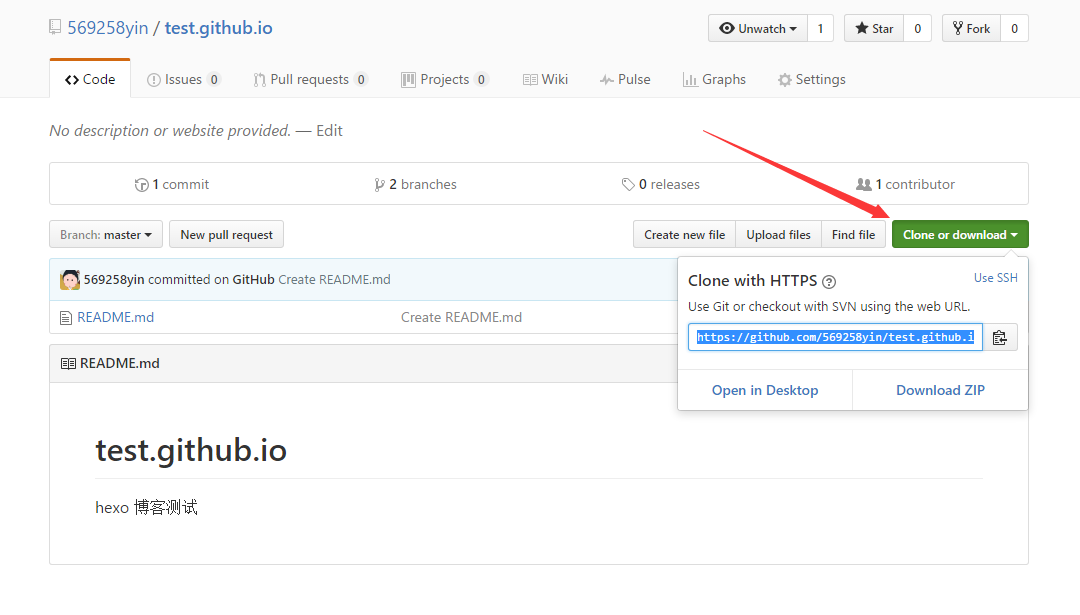 569258yin / test.github.io
Unwatch 1 Star 0 Fork 0
Code Issues 0 Pull requests 0 Projects 0 Wiki Pulse Graphs Settings
No description or website provided. — Edit
1 commit 2 branches 0 releases 1 contributor
Branch: master New pull request Create new file Upload files Find file Clone or download
569258yin committed on GitHub Create README.md
Clone with HTTPS Use SSH
Use Git or checkout with SVN using the web URL.
https://github.com/569258yin/test.github.i
Open in Desktop Download ZIP
README.md Create README.md
README.md
test.github.io
hexo 博客测试